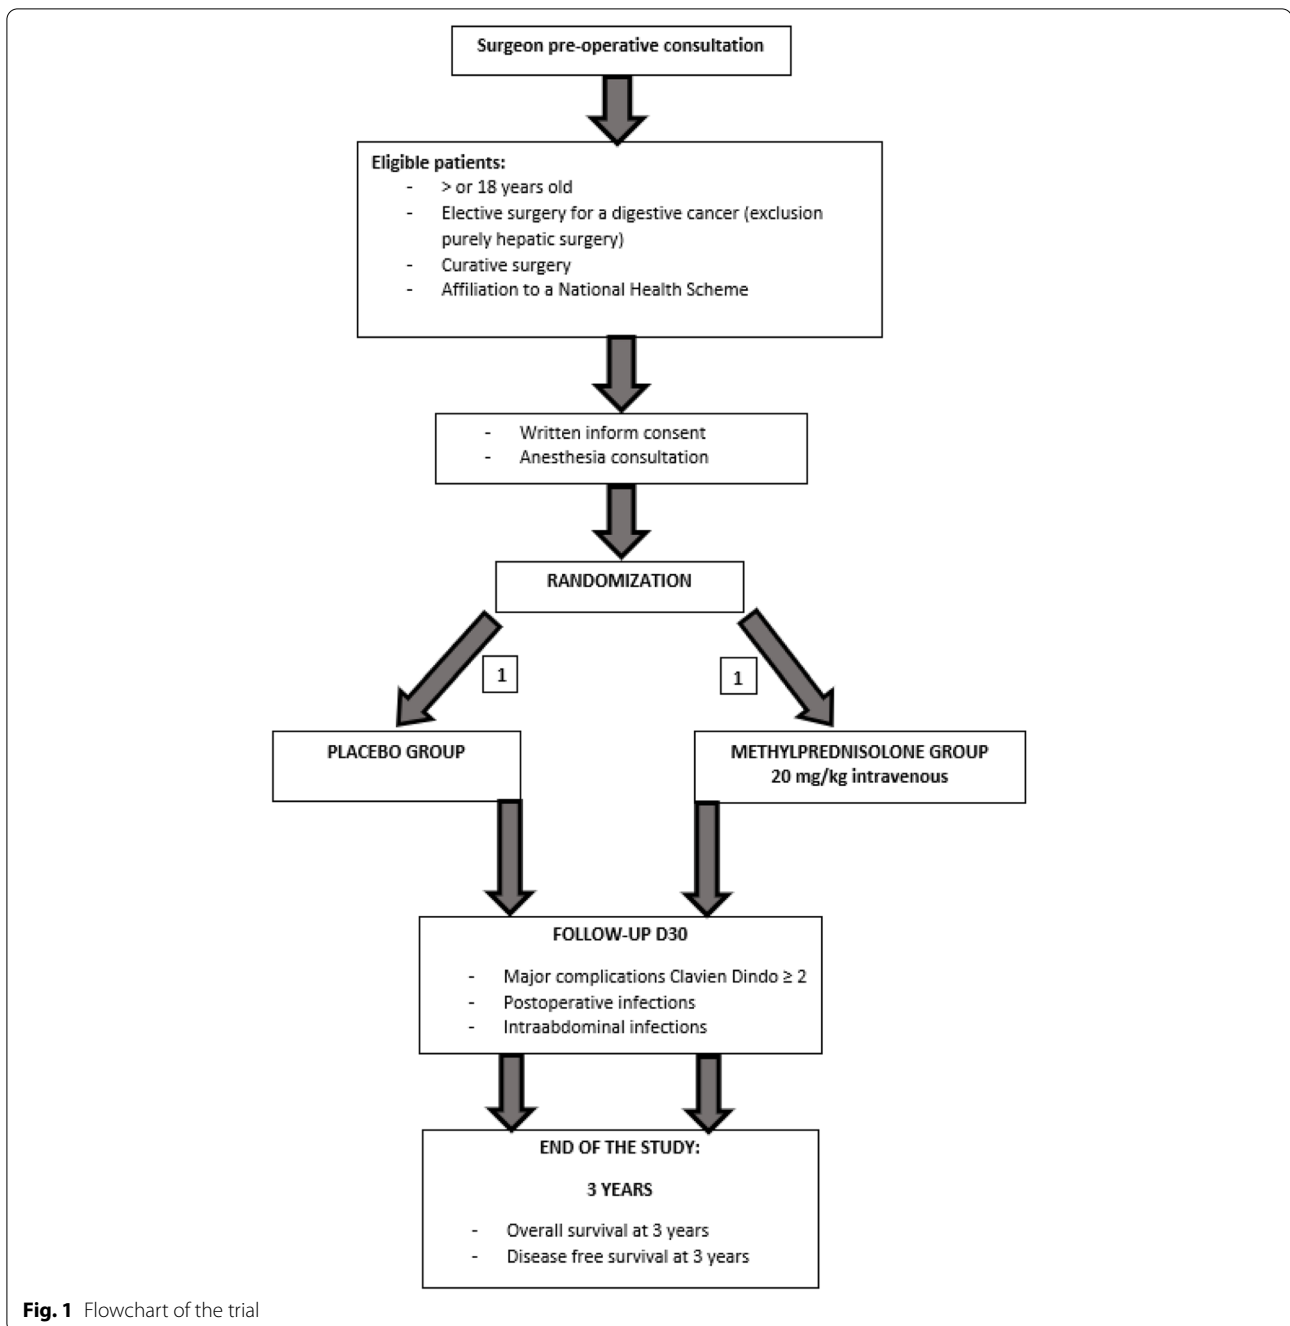 Surgeon pre-operative consultation
Eligible patients:
- > or 18 years old
- Elective surgery for a digestive cancer (exclusion
purely hepatic surgery)
- Curative surgery
- Affiliation to a National Health Scheme
- Written inform consent
- Anesthesia consultation
RANDOMIZATION
1
1
PLACEBO GROUP
METHYLPREDNISOLONE GROUP
20 mg/kg intravenous
FOLLOW-UP D30
- Major complications Clavien Dindo ≥ 2
- Postoperative infections
- Intraabdominal infections
END OF THE STUDY:
3 YEARS
- Overall survival at 3 years
- Disease free survival at 3 years
Fig. 1 Flowchart of the trial